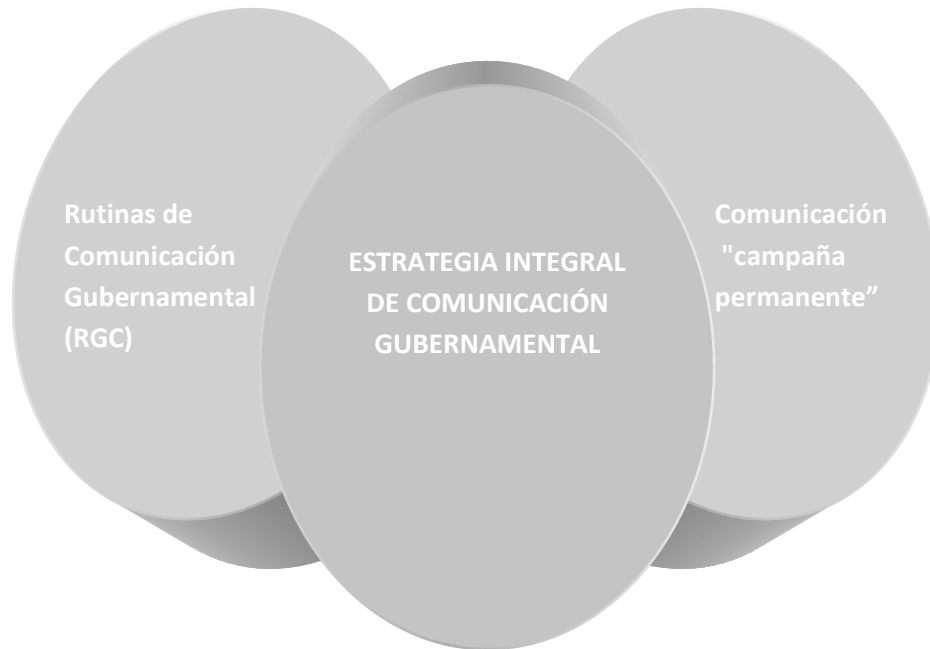 Rutinas de
Comunicación
Gubernamental
(RGC)
ESTRATEGIA INTEGRAL
DE COMUNICACIÓN
GUBERNAMENTAL
Comunicación
"campaña
permanente”